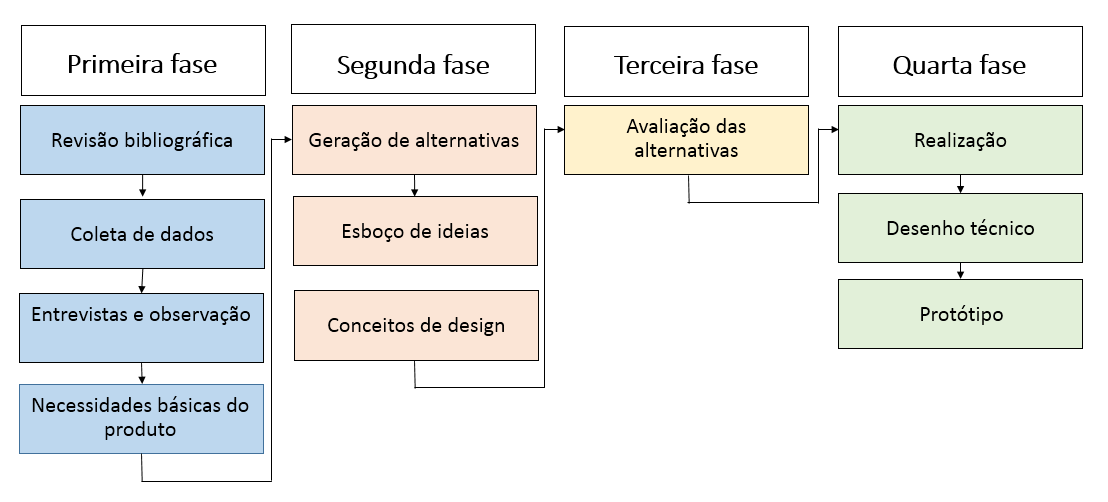 Primeira fase
Revisão bibliográfica
Coleta de dados
Entrevistas e observação
Necessidades básicas do
produto
Segunda fase
Geração de alternativas
Esboço de ideias
Conceitos de design
Terceira fase
Avaliação das
alternativas
Quarta fase
Realização
Desenho técnico
Protótipo